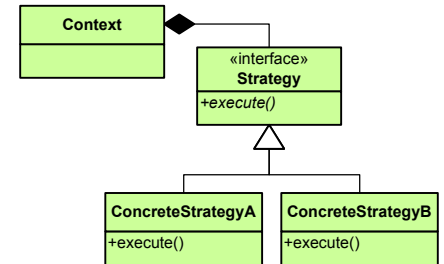 Context
«interface»
Strategy
+execute()
ConcreteStrategyA
+execute()
ConcreteStrategyB
+execute()